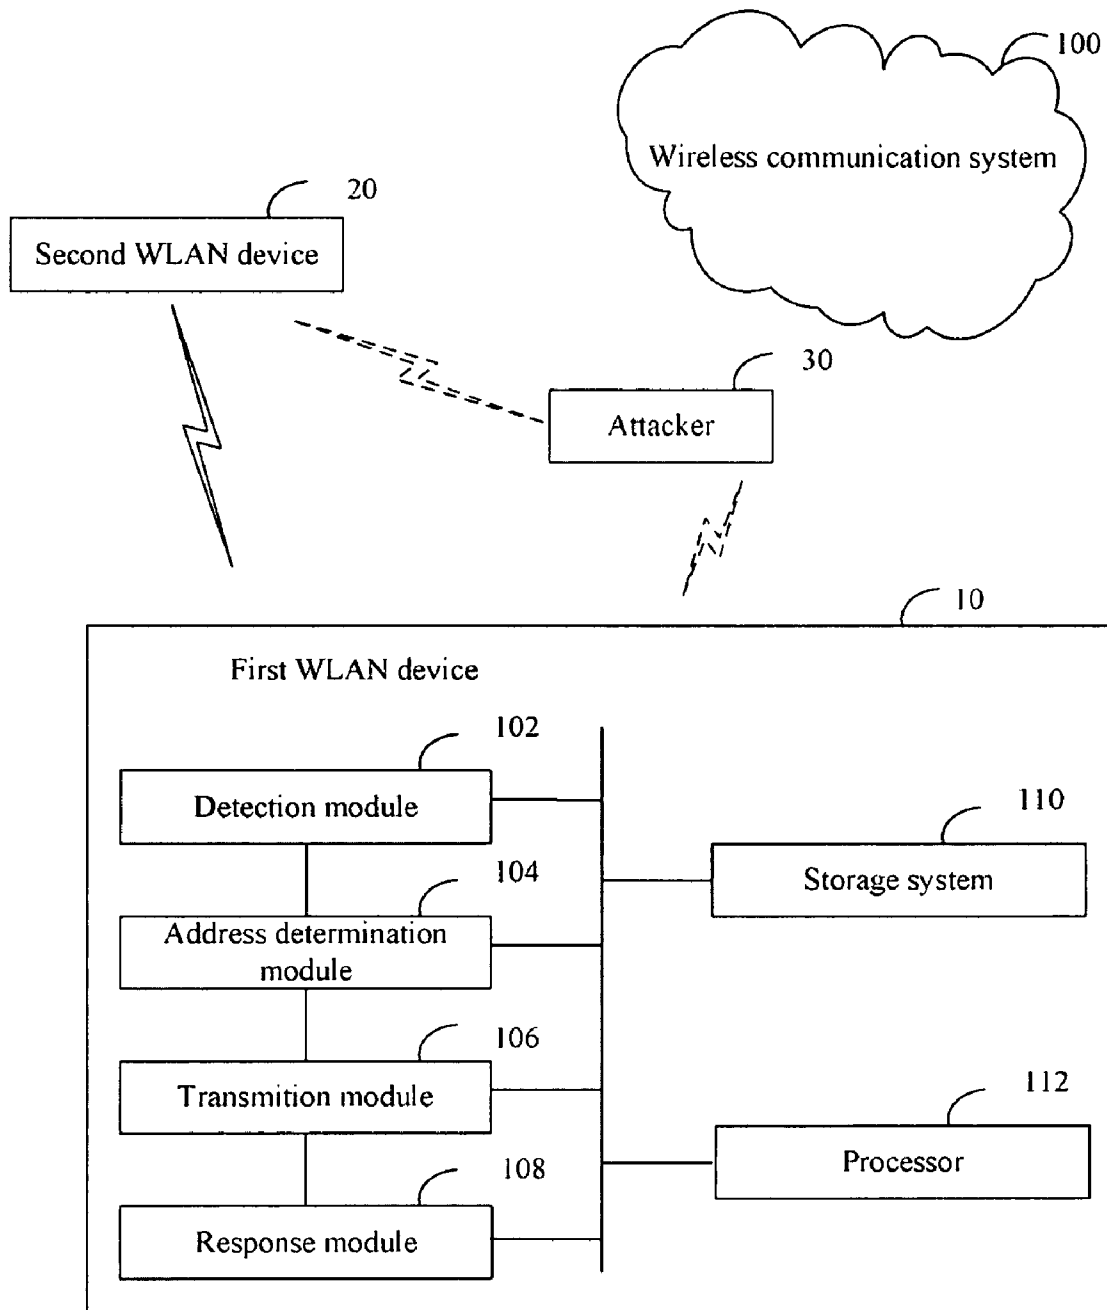 100
Wireless communication system
20
Second WLAN device
30
Attacker
10
First WLAN device
102
Detection module
110
Storage system
104
Address determination
module
106
Transmition module
112
Processor
108
Response module